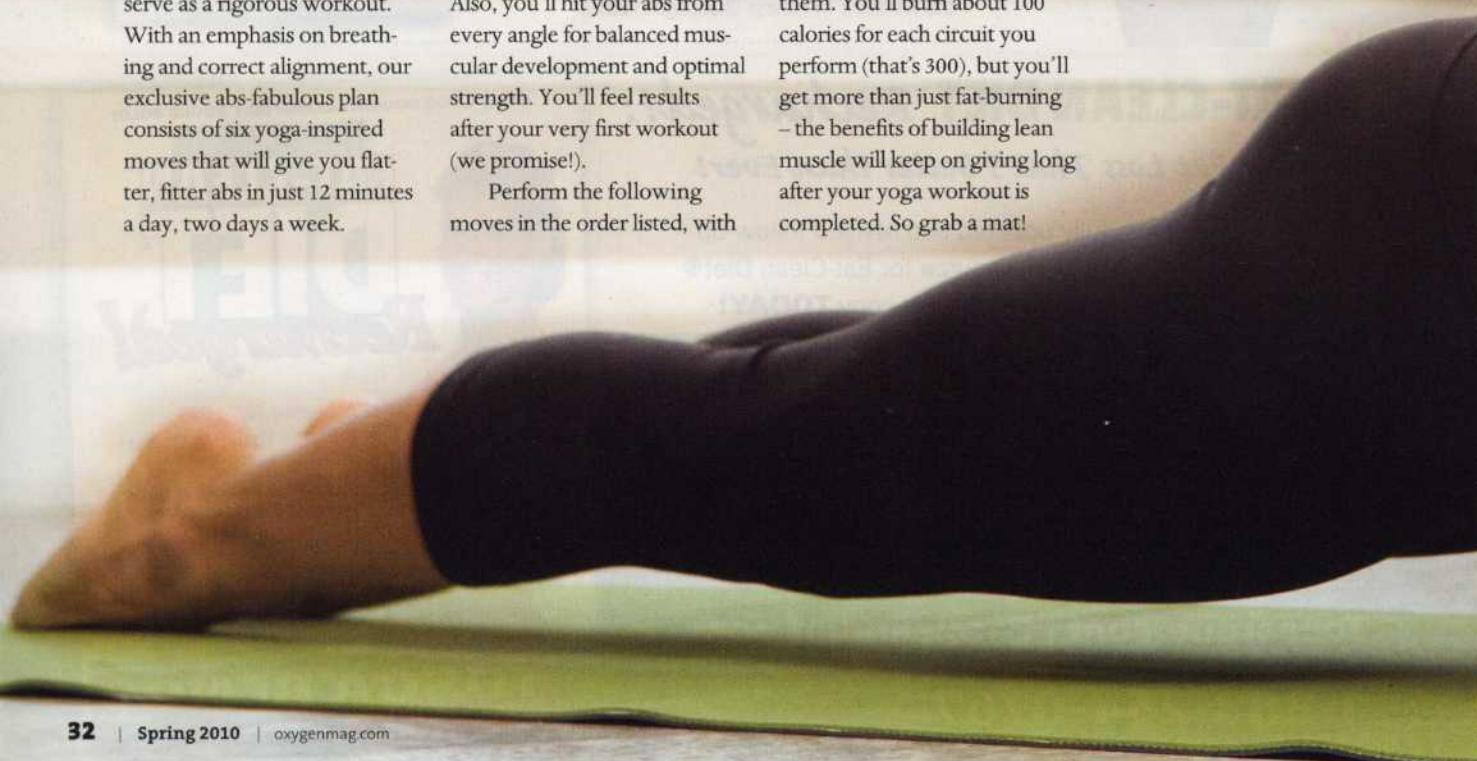 serve as a rigorous workout.
With an emphasis on breath-
ing and correct alignment, our
exclusive abs-fabulous plan
consists of six yoga-inspired
moves that will give you flat-
ter, fitter abs in just 12 minutes
a day, two days a week.
Also, you'll hit your abs from
every angle for balanced mus-
cular development and optimal
strength. You'll feel results
after your very first workout
(we promise!).
Perform the following
moves in the order listed, with
them. You'll burn about 100
calories for each circuit you
perform (that's 300), but you'll
get more than just fat-burning
– the benefits of building lean
muscle will keep on giving long
after your yoga workout is
completed. So grab a mat!
32 | Spring 2010 | oxygenmag.com